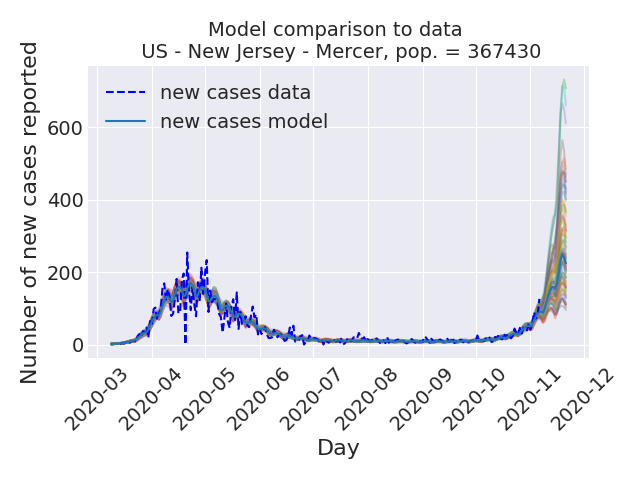 Model comparison to data
US - New Jersey - Mercer, pop. = 367430
Number of new cases reported
new cases data
new cases model
600
400
200
0
2020-03
2020-04
2020-05
2020-06
2020-07
2020-08
2020-09
2020-10
2020-11
2020-12
Day